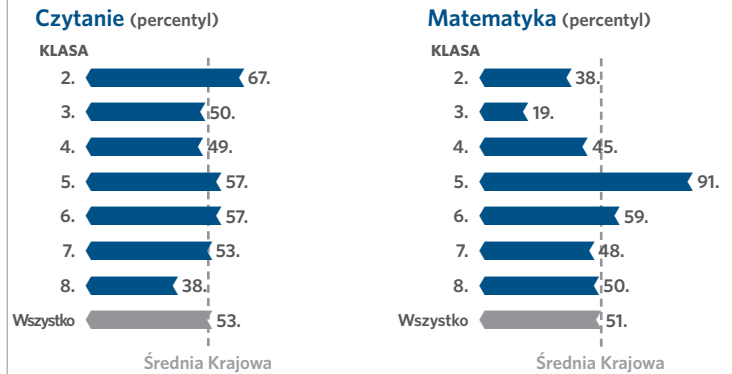 Czytanie (percentyl)
KLASA
2. 67.
3. 50.
4. 49.
5. 57.
6. 57.
7. 53.
8. 38.
Wszystko 53.
Średnia Krajowa
Matematyka (percentyl)
KLASA
2. 38.
3. 19.
4. 45.
5. 91.
6. 59.
7. 48.
8. 50.
Wszystko 51.
Średnia Krajowa